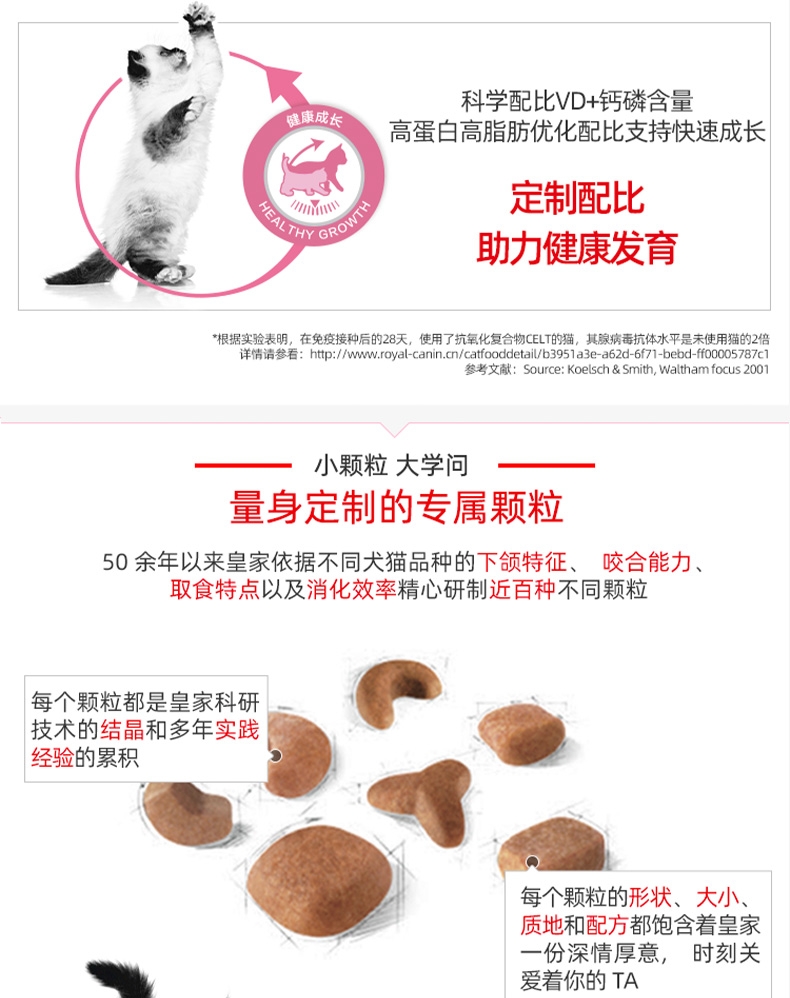 科学配比VD+钙磷含量
高蛋白高脂肪优化配比支持快速成长
健康成长
HEALTHY GROWTH
定制配比
助力健康发育
*根据实验表明，在免疫接种后的28天，使用了抗氧化复合物CELT的猫，其腺病毒抗体水平是未使用猫的2倍
详情请参看：http://www.royal-canin.cn/catfooddetail/b3951a3e-a62d-6f71-bebd-ff00005787c1
参考文献：Source: Koelsch & Smith, Waltham focus 2001
小颗粒 大学问
量身定制的专属颗粒
50 余年以来皇家依据不同犬猫品种的下颌特征、 咬合能力、
取食特点以及消化效率精心研制近百种不同颗粒
每个颗粒都是皇家科研
技术的结晶和多年实践
经验的累积
每个颗粒的形状、大小、
质地和配方都饱含着皇家
一份深情厚意， 时刻关
爱着你的 TA